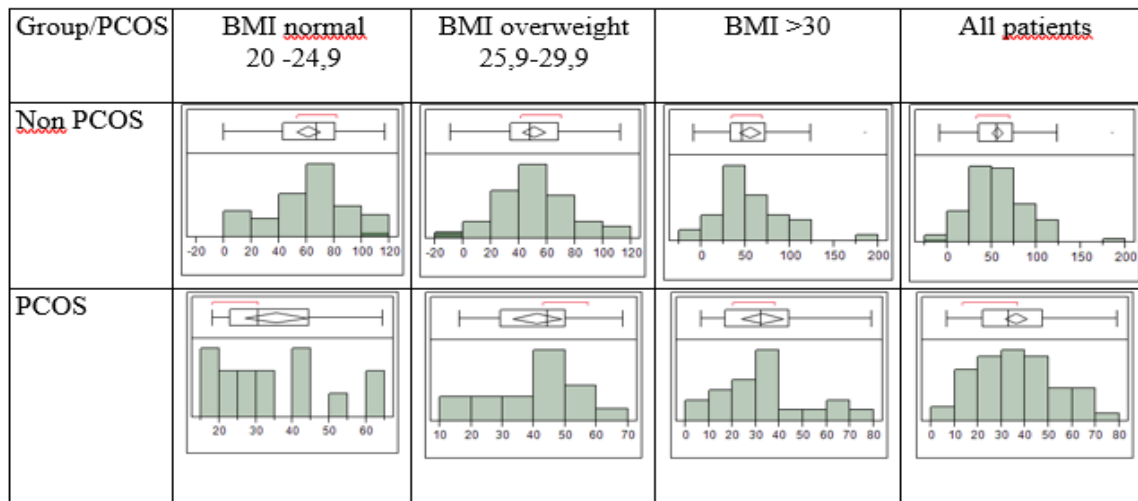 Group/PCOS
BMI normal
20 -24,9
BMI overweight
25,9-29,9
BMI >30
All patients
Non PCOS
-20 0 20 40 60 80 100 120
-20 0 20 40 60 80 100 120
0 50 100 150 200
0 50 100 150 200
PCOS
20 30 40 50 60
10 20 30 40 50 60 70
0 10 20 30 40 50 60 70 80
0 10 20 30 40 50 60 70 80